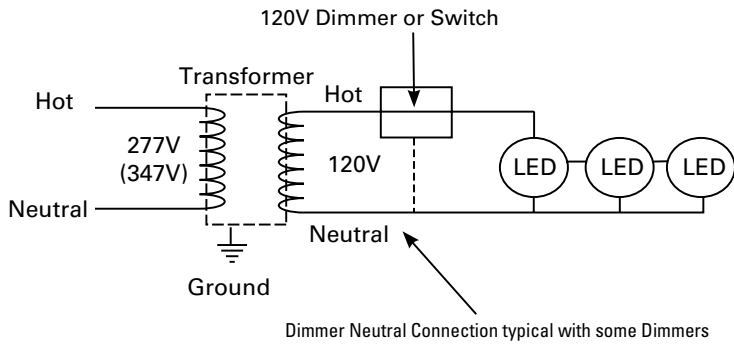 120V Dimmer or Switch
Transformer
Hot
Hot
277V
(347V)
120V
LED
LED
LED
Neutral
Neutral
Ground
Dimmer Neutral Connection typical with some Dimmers